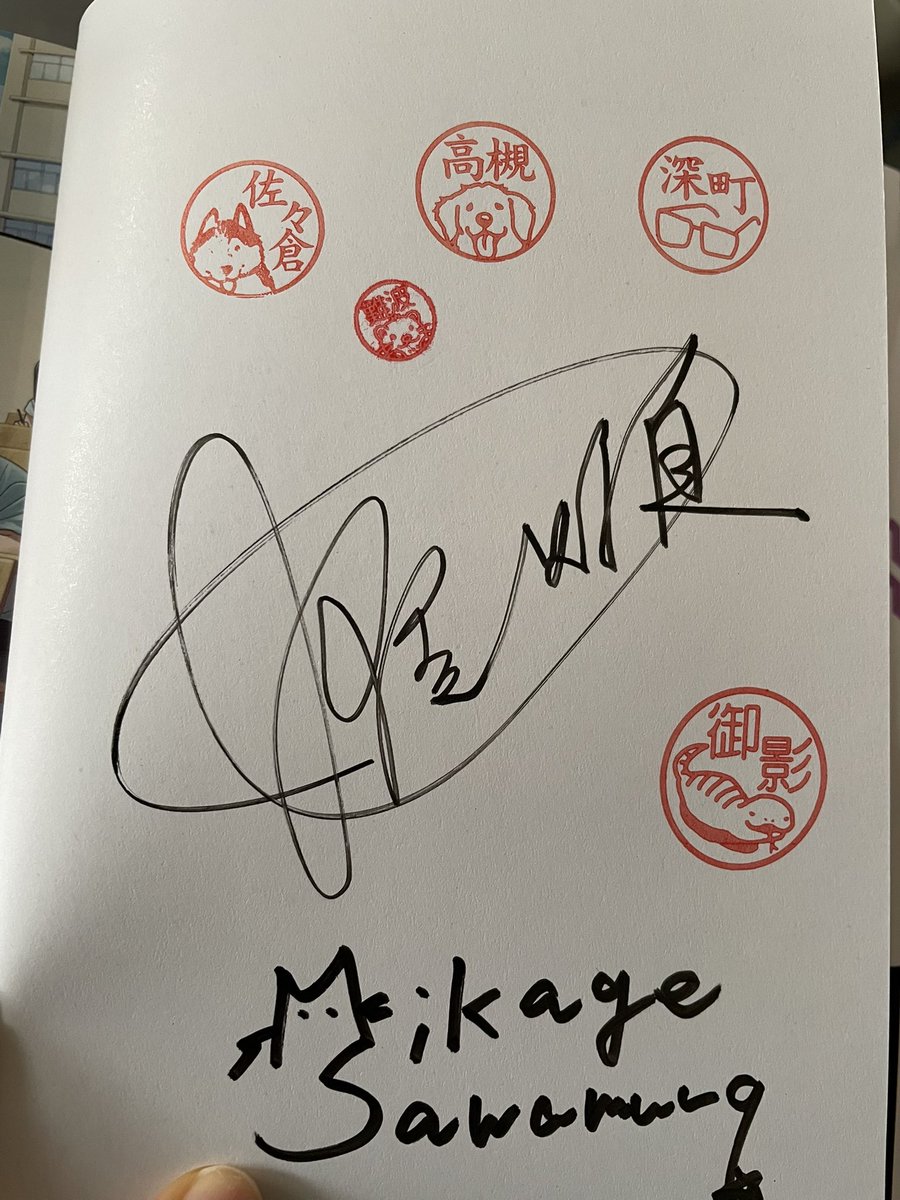 佐々倉
高槻
深町
難波
御影
Mikage
Sawamura